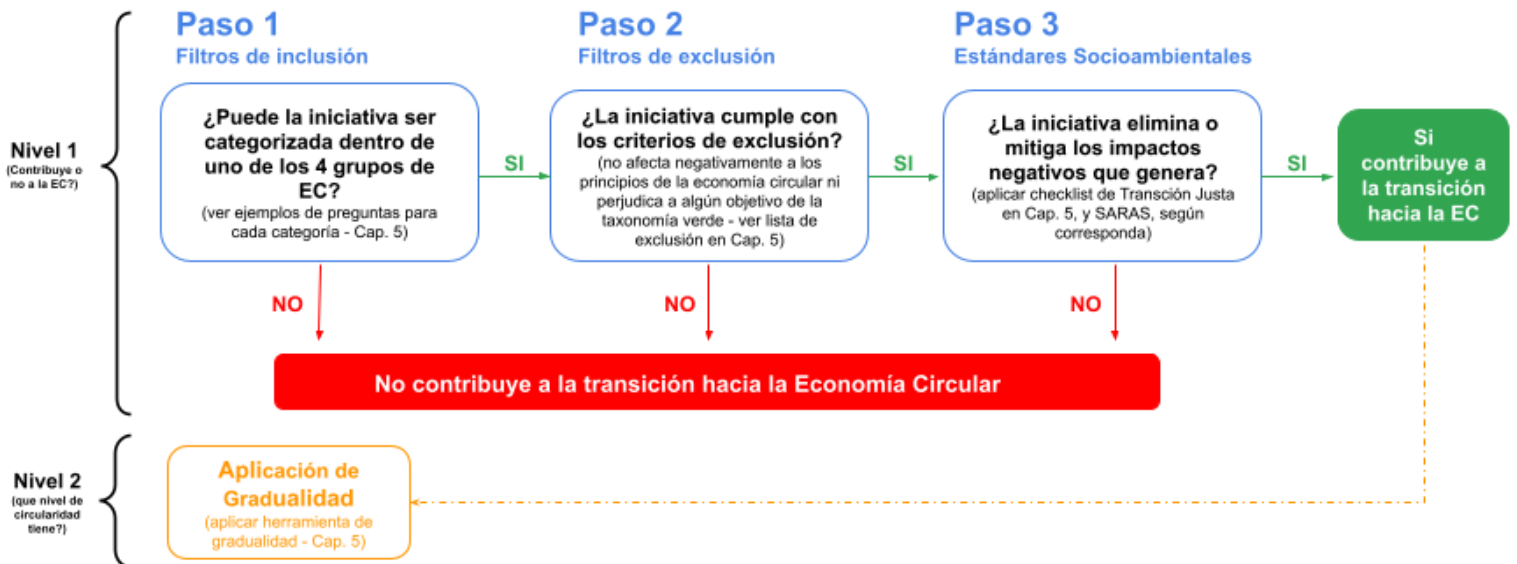 Paso 1
Filtros de inclusión
Paso 2
Filtros de exclusión
Paso 3
Estándares Socioambientales
Nivel 1
(Contribuye o
no a la EC?)
¿Puede la iniciativa ser
categorizada dentro de
uno de los 4 grupos de
EC?
(ver ejemplos de preguntas para
cada categoría - Cap. 5)
SI
¿La iniciativa cumple con
los criterios de exclusión?
(no afecta negativamente a los
principios de la economía circular ni
perjudica a algún objetivo de la
taxonomía verde - ver lista de
exclusión en Cap. 5)
SI
¿La iniciativa elimina o
mitiga los impactos
negativos que genera?
(aplicar checklist de Transción Justa
en Cap. 5, y SARAS, según
corresponda)
SI
Si
contribuye a
la transición
hacia la EC
NO
NO
NO
No contribuye a la transición hacia la Economía Circular
Nivel 2
(que nivel de
circularidad
tiene?)
Aplicación de
Gradualidad
(aplicar herramienta de
gradualidad - Cap. 5)